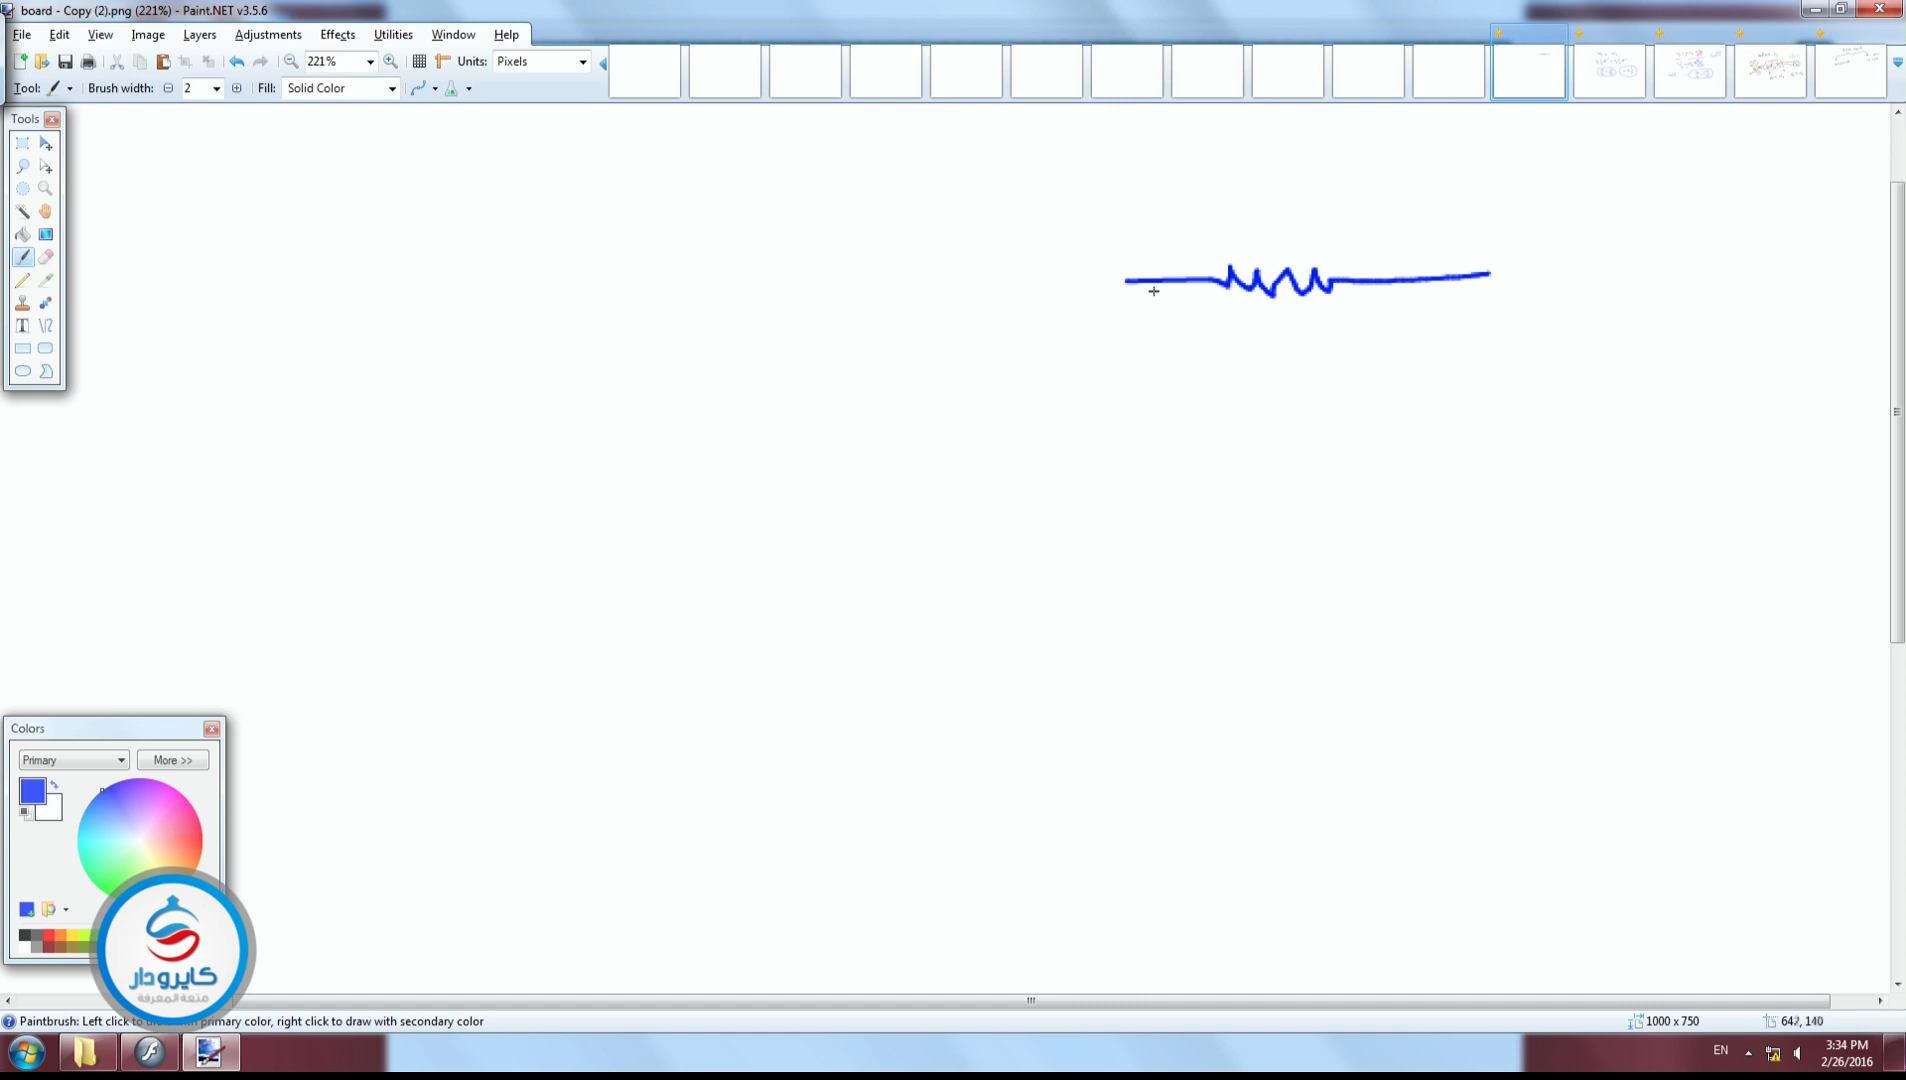 board - Copy (2).png (221%) - Paint.NET v3.5.6
File Edit View Image Layers Adjustments Effects Utilities Window Help
221% Units: Pixels
Tool: Brush width: 2 Fill: Solid Color
Tools
Colors
Primary More >>
كايرودار
متعة المعرفة
Paintbrush: Left click to primary color, right click to draw with secondary color
1000 x 750
642, 140
EN
3:34 PM
2/26/2016